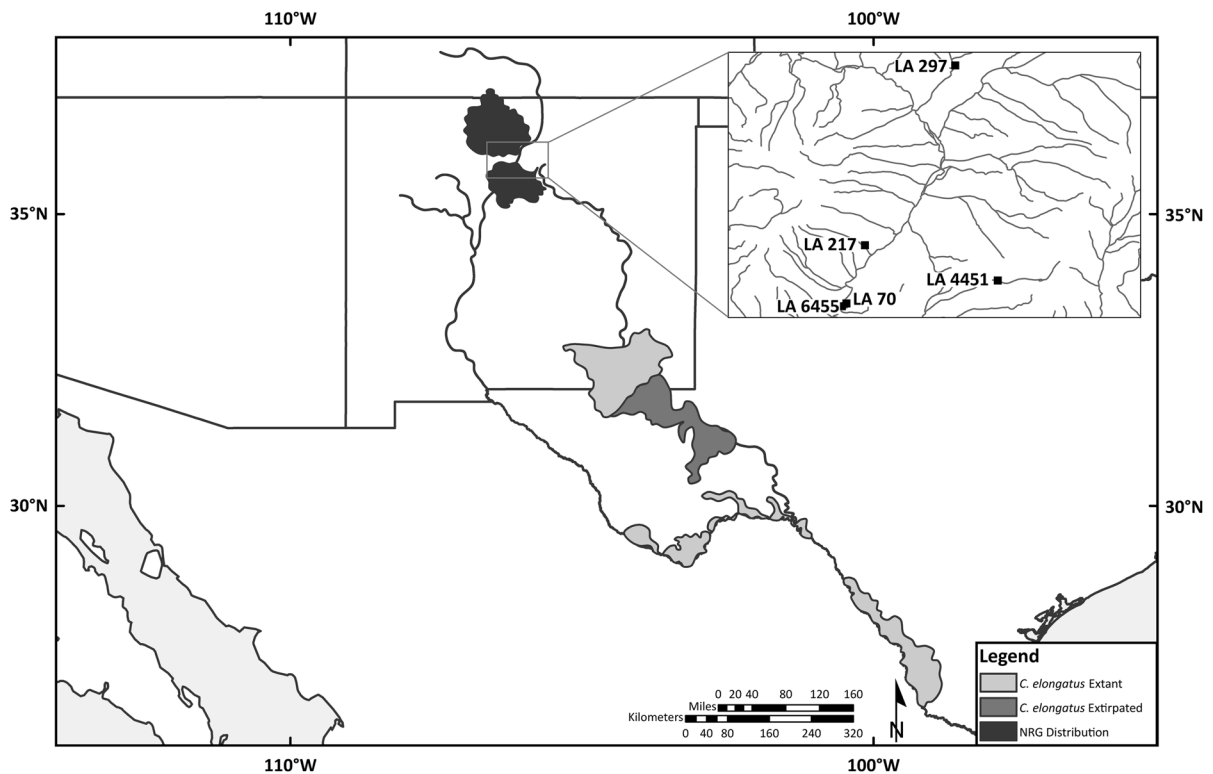 110°W
100°W
LA 297
35°N
35°N
LA 217
LA 4451
LA 70
LA 6455
30°N
30°N
Legend
C. elongatus Extant
C. elongatus Extirpated
NRG Distribution
0 20 40 80 120 160
Miles
Kilometers
0 40 80 160 240 320
N
110°W
100°W